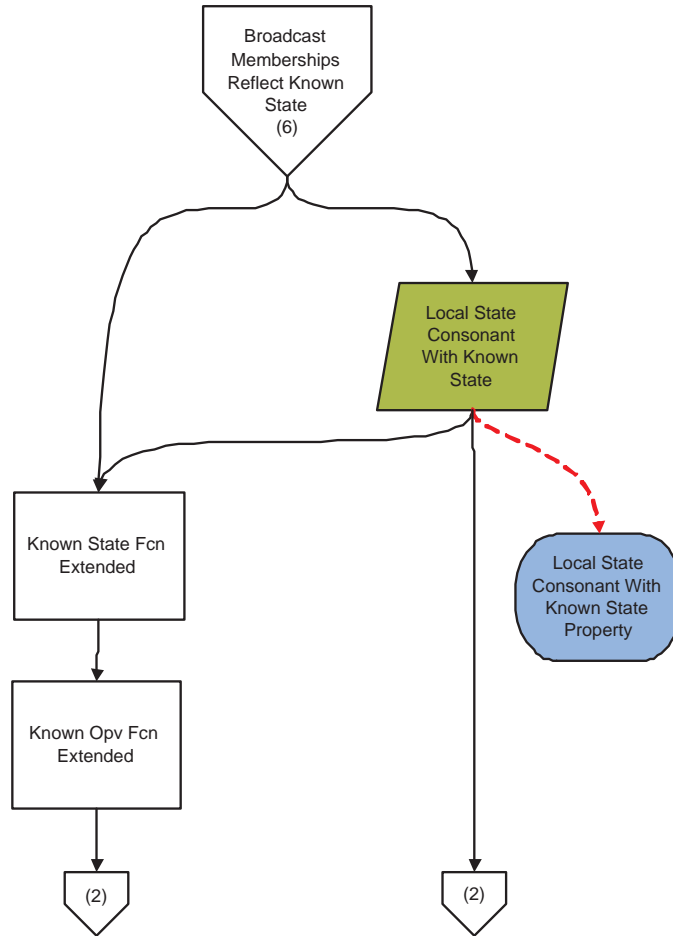 Broadcast
Memberships
Reflect Known
State
(6)
Local State
Consonant
With Known
State
Known State Fcn
Extended
Local State
Consonant With
Known State
Property
Known Opv Fcn
Extended
(2)
(2)